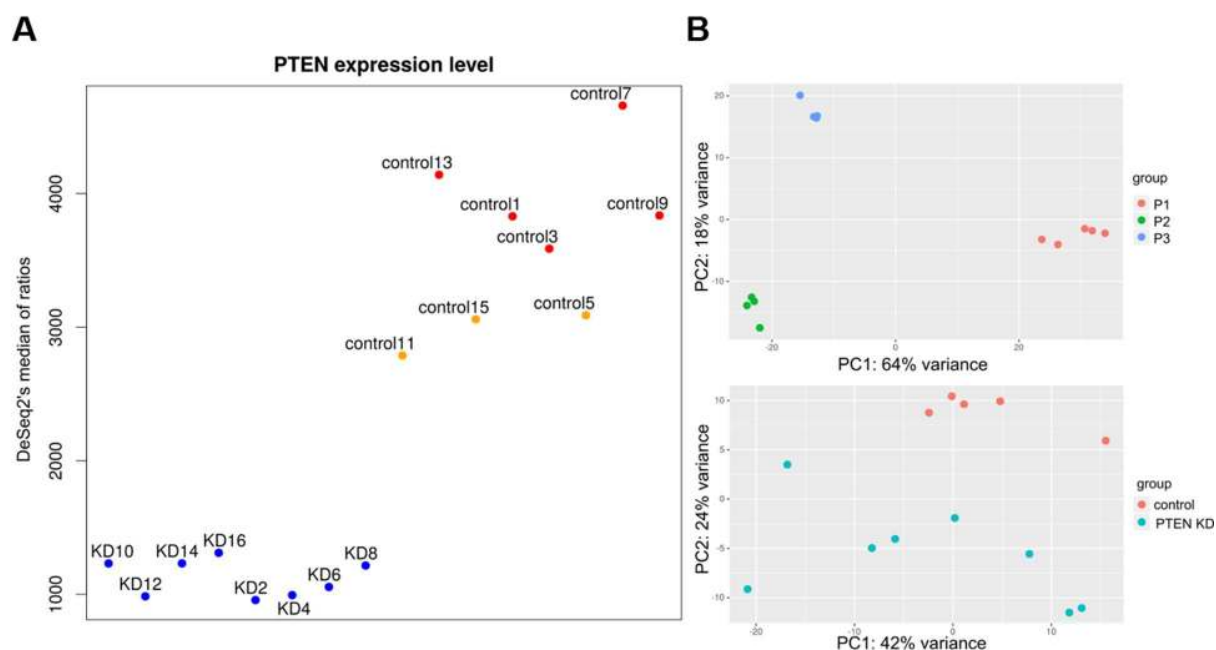 A
PTEN expression level
DeSeq2's median of ratios
4000
3000
2000
1000
control7
control13
control1
control9
control3
control15
control5
control11
KD10
KD14
KD16
KD8
KD12
KD2
KD6
KD4
B
PC2: 18% variance
20
10
0
-10
-20
0
20
PC1: 64% variance
group
P1
P2
P3
PC2: 24% variance
10
5
0
-5
-10
-20
-10
0
10
PC1: 42% variance
group
control
PTEN KD